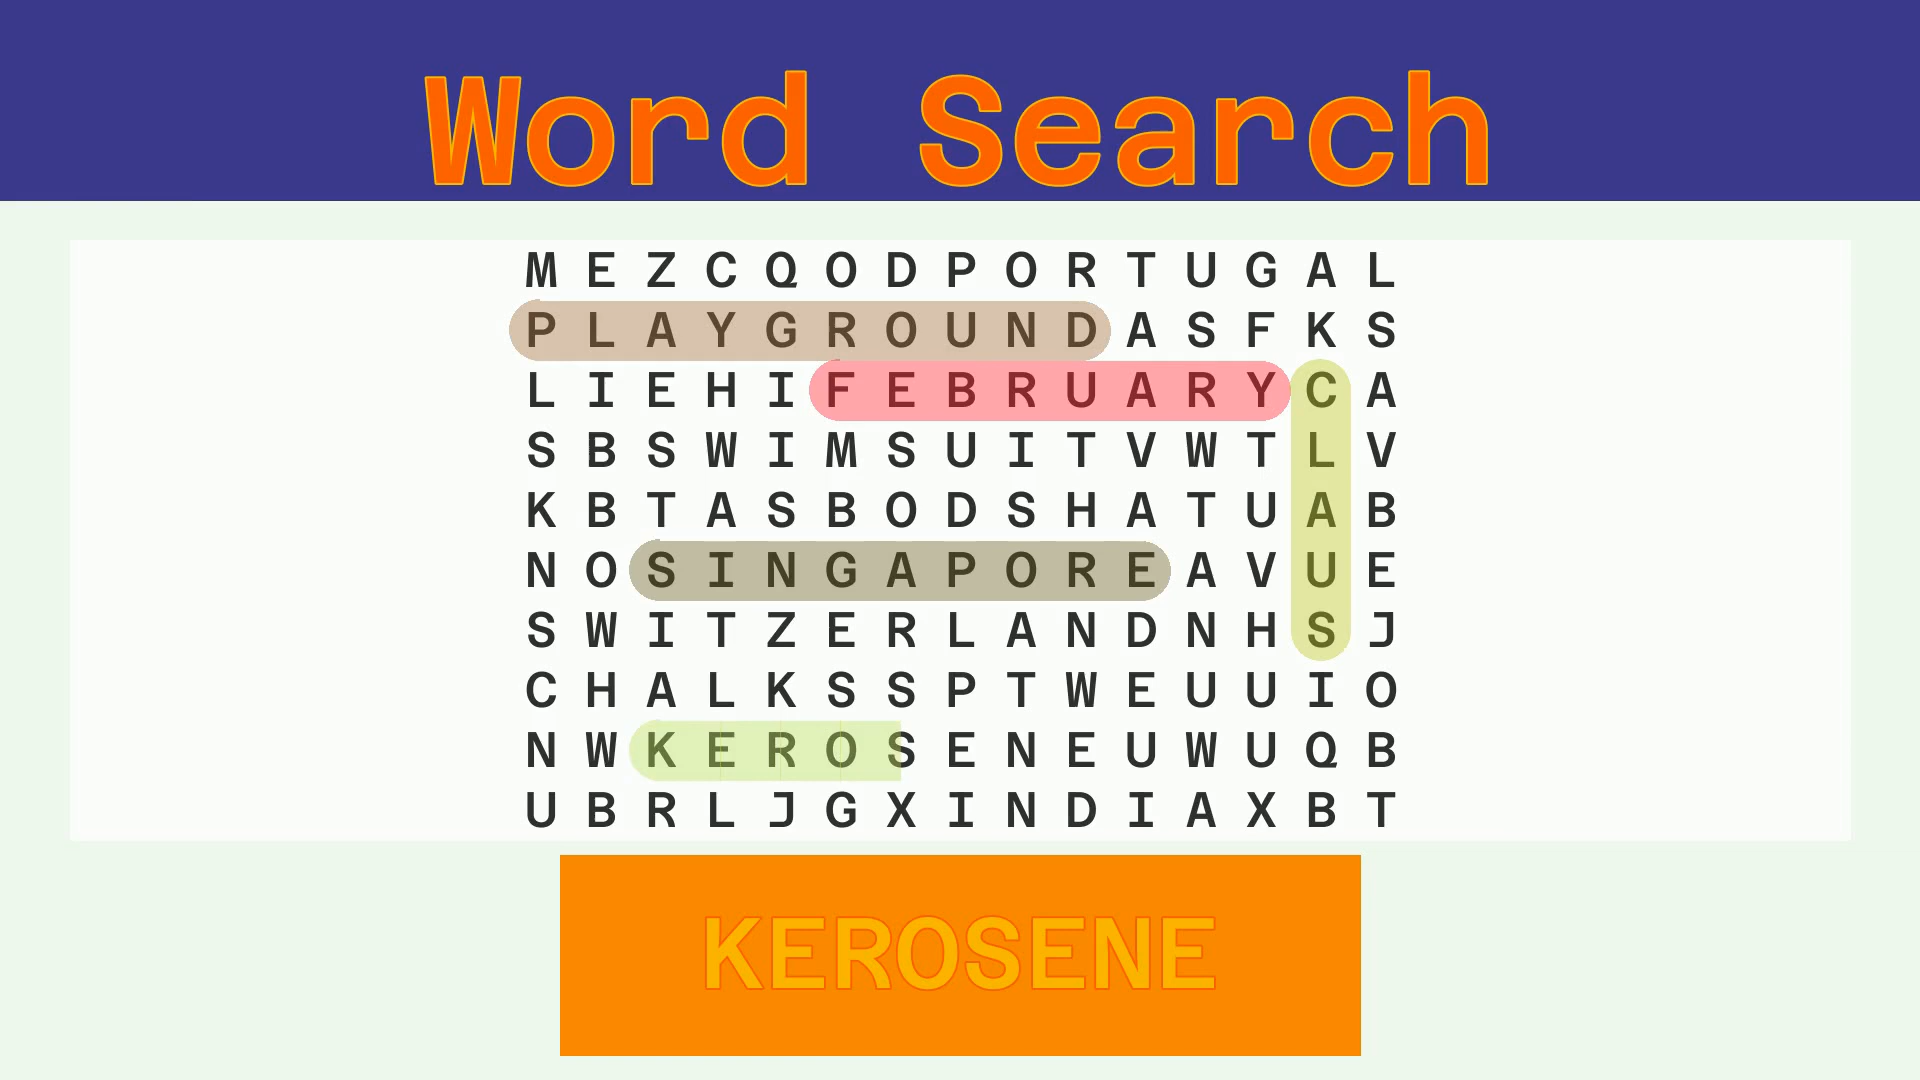 Word Search
M E Z C Q O D P O R T U G A L
P L A Y G R O U N D A S F K S
L I E H I F E B R U A R Y C A
S B S W I M S U I T V W T L V
K B T A S B O D S H A T U A B
N O S I N G A P O R E A V U E
S W I T Z E R L A N D N H S J
C H A L K S S P T W E U U I O
N W K E R O S E N E U W U Q B
U B R L J G X I N D I A X B T
KEROSENE